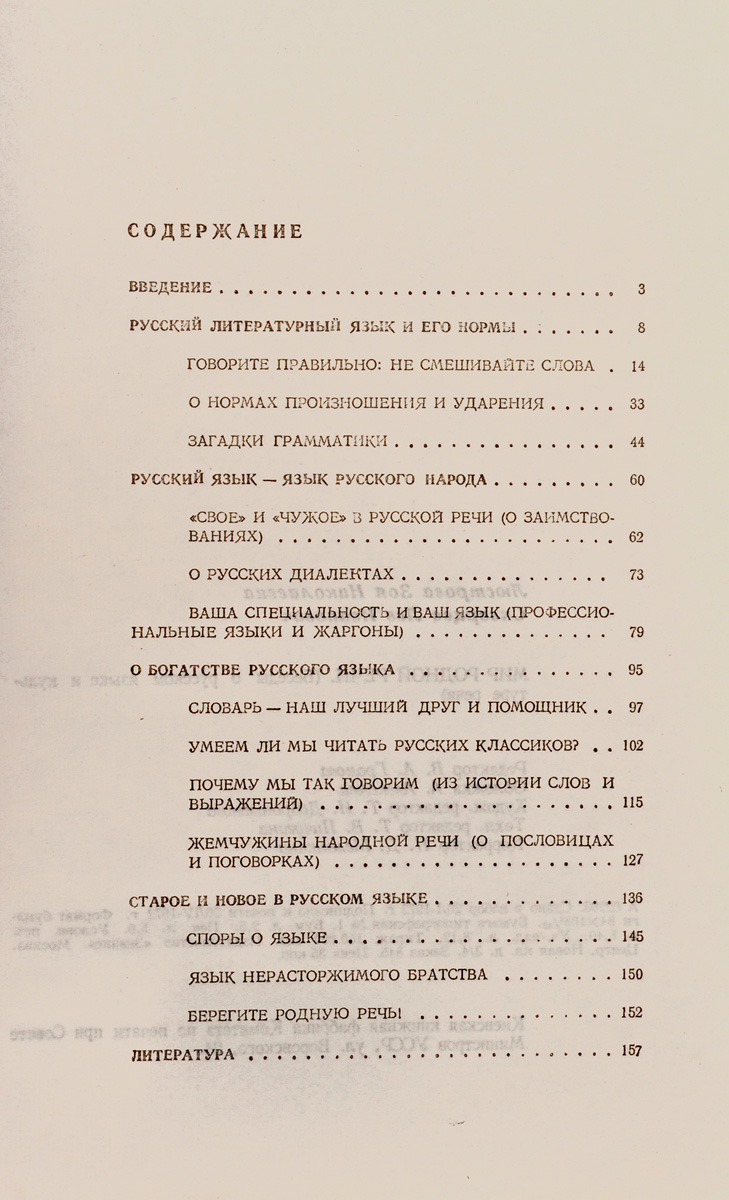 СОДЕРЖАНИЕ
ВВЕДЕНИЕ . . . . . . . . . . . . . . . . . . . . . . . . . . . . 3
РУССКИЙ ЛИТЕРАТУРНЫЙ ЯЗЫК И ЕГО НОРМЫ . . . . . . . 8
ГОВОРИТЕ ПРАВИЛЬНО: НЕ СМЕШИВАЙТЕ СЛОВА . 14
О НОРМАХ ПРОИЗНОШЕНИЯ И УДАРЕНИЯ . . . . . 33
ЗАГАДКИ ГРАММАТИКИ . . . . . . . . . . . . . . . 44
РУССКИЙ ЯЗЫК — ЯЗЫК РУССКОГО НАРОДА . . . . . . . . . 60
«СВОЕ» И «ЧУЖОЕ» В РУССКОЙ РЕЧИ (О ЗАИМСТВО-
ВАНИЯХ) . . . . . . . . . . . . . . . . . . . . . . . . 62
О РУССКИХ ДИАЛЕКТАХ . . . . . . . . . . . . . . . 73
ВАША СПЕЦИАЛЬНОСТЬ И ВАШ ЯЗЫК (ПРОФЕССИО-
НАЛЬНЫЕ ЯЗЫКИ И ЖАРГОНЫ) . . . . . . . . . . . . . . 79
О БОГАТСТВЕ РУССКОГО ЯЗЫКА . . . . . . . . . . . . . . . 95
СЛОВАРЬ — НАШ ЛУЧШИЙ ДРУГ И ПОМОЩНИК . . 97
УМЕЕМ ЛИ МЫ ЧИТАТЬ РУССКИХ КЛАССИКОВ? . . 102
ПОЧЕМУ МЫ ТАК ГОВОРИМ (ИЗ ИСТОРИИ СЛОВ И
ВЫРАЖЕНИЙ) . . . . . . . . . . . . . . . . . . . . . 115
ЖЕМЧУЖИНЫ НАРОДНОЙ РЕЧИ (О ПОСЛОВИЦАХ
И ПОГОВОРКАХ) . . . . . . . . . . . . . . . . . . . . 127
СТАРОЕ И НОВОЕ В РУССКОМ ЯЗЫКЕ . . . . . . . . . . . . . 136
СПОРЫ О ЯЗЫКЕ . . . . . . . . . . . . . . . . . . . 145
ЯЗЫК НЕРАСТОРЖИМОГО БРАТСТВА . . . . . . . . 150
БЕРЕГИТЕ РОДНУЮ РЕЧЬ! . . . . . . . . . . . . . . 152
ЛИТЕРАТУРА . . . . . . . . . . . . . . . . . . . . . . . . . . 157